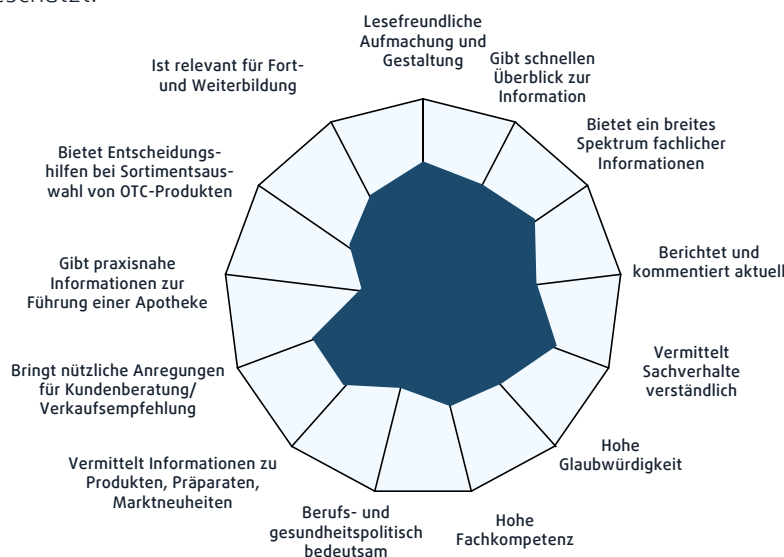 Lesefreundliche
Aufmachung und
Gestaltung
Gibt schnellen
Überblick zur
Information
Bietet ein breites
Spektrum fachlicher
Informationen
Berichtet und
kommentiert aktuell
Vermittelt
Sachverhalte
verständlich
Hohe
Glaubwürdigkeit
Hohe
Fachkompetenz
Berufs- und
gesundheitspolitisch
bedeutsam
Vermittelt Informationen zu
Produkten, Präparaten,
Marktneuheiten
Bringt nützliche Anregungen
für Kundenberatung/
Verkaufsempfehlung
Gibt praxisnahe
Informationen zur
Führung einer Apotheke
Bietet Entscheidungs-
hilfen bei Sortimentsaus-
wahl von OTC-Produkten
Ist relevant für Fort-
und Weiterbildung